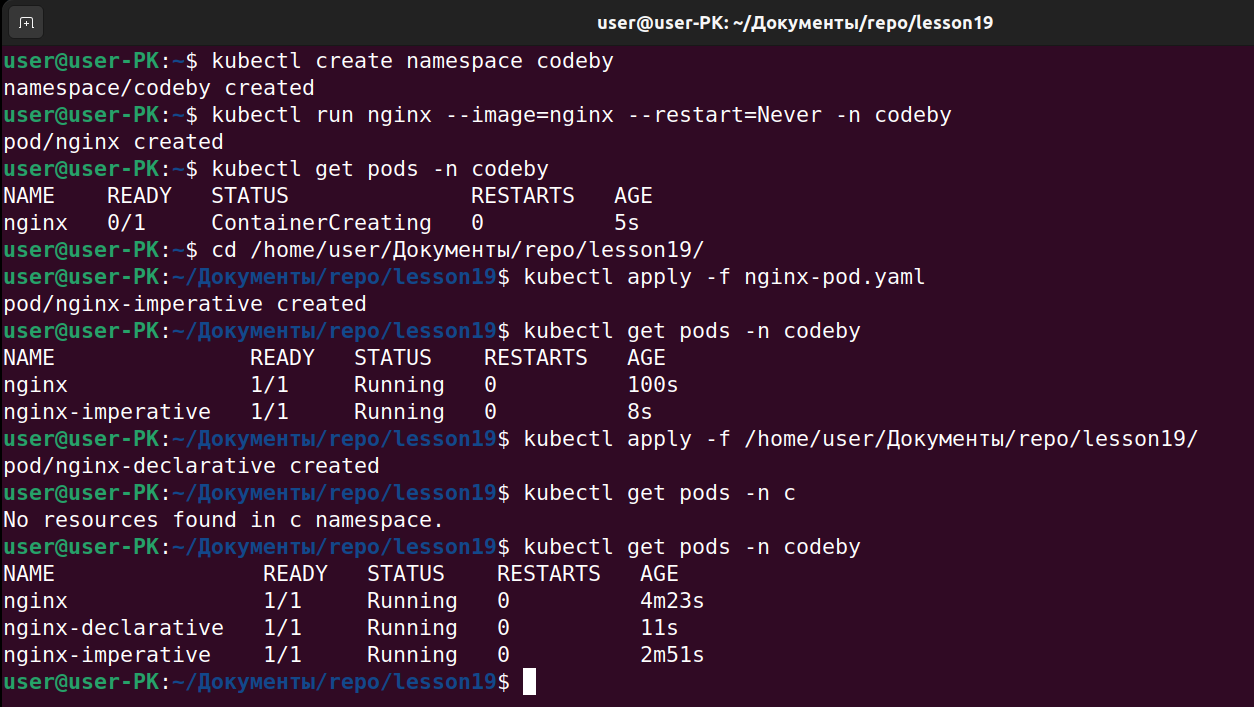 user@user-PK: ~/Документы/repo/lesson19
user@user-PK:~$ kubectl create namespace codeby
namespace/codeby created
user@user-PK:~$ kubectl run nginx --image=nginx --restart=Never -n codeby
pod/nginx created
user@user-PK:~$ kubectl get pods -n codeby
NAME    READY   STATUS              RESTARTS   AGE
nginx   0/1     ContainerCreating   0          5s
user@user-PK:~$ cd /home/user/Документы/repo/lesson19/
user@user-PK:~/Документы/repo/lesson19$ kubectl apply -f nginx-pod.yaml
pod/nginx-imperative created
user@user-PK:~/Документы/repo/lesson19$ kubectl get pods -n codeby
NAME               READY   STATUS    RESTARTS   AGE
nginx              1/1     Running   0          100s
nginx-imperative   1/1     Running   0          8s
user@user-PK:~/Документы/repo/lesson19$ kubectl apply -f /home/user/Документы/repo/lesson19/
pod/nginx-declarative created
user@user-PK:~/Документы/repo/lesson19$ kubectl get pods -n c
No resources found in c namespace.
user@user-PK:~/Документы/repo/lesson19$ kubectl get pods -n codeby
NAME                READY   STATUS    RESTARTS   AGE
nginx               1/1     Running   0          4m23s
nginx-declarative   1/1     Running   0          11s
nginx-imperative    1/1     Running   0          2m51s
user@user-PK:~/Документы/repo/lesson19$